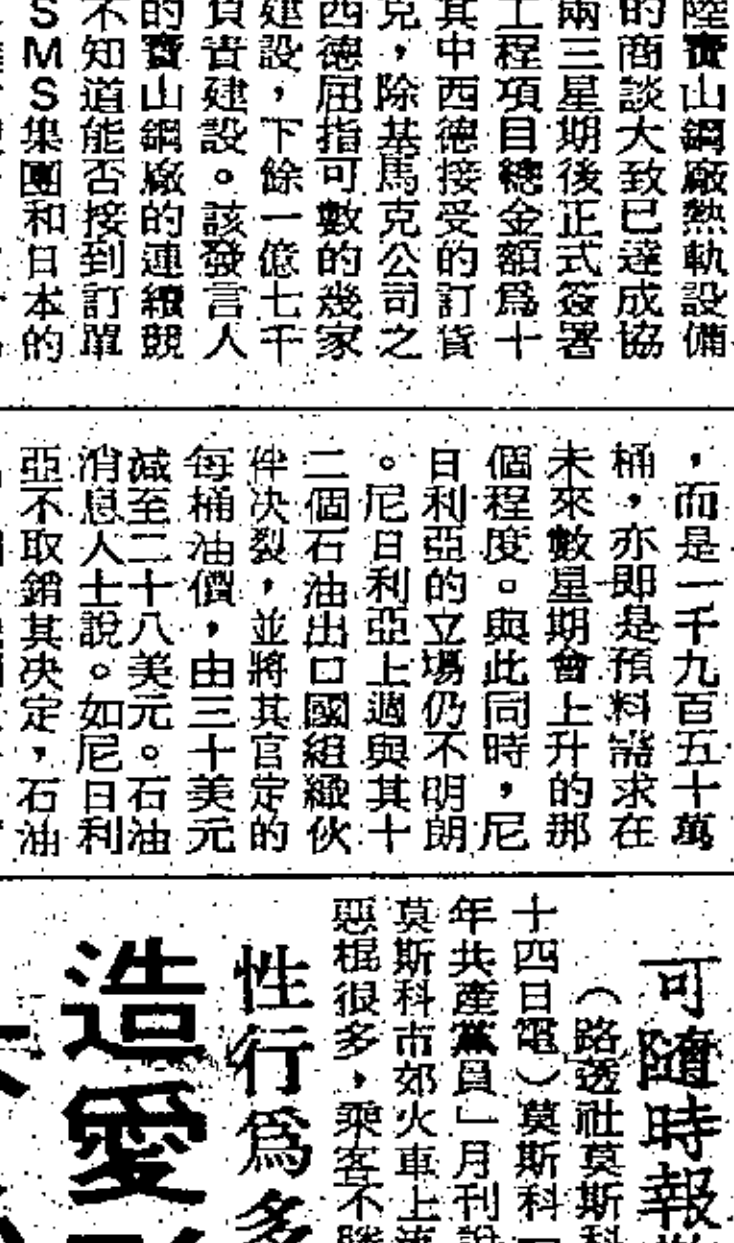 陸寶山鋼廠熱軌設備
的商談大致已達成協
兩三星期後正式簽署
工程項目總金額爲十
其中西德接受的訂貨
克，除基馬克公司之
西德屈指可數的幾家
建設，下餘一億七千
負責建設。該發言人
的寶山鋼廠的連續競
不知道能否接到訂單
SMS集團和日本的
，而是一千九百五十萬
桶，亦即是預料需求在
未來數星期會上升的那
個程度。與此同時，尼
日利亞的立場仍不明朗
。尼日利亞上週與其十
二個石油出口國組織伙
伴决裂，並將其官定的
每桶油價，由三十美元
减至二十八美元。石油
消息人士說。如尼日利
亞不取銷其决定，石油
可隨時報
（路透社莫斯科
十四日電）莫斯科
年共產黨員」月刊說
莫斯科市郊火車上流
惡棍很多，乘客不勝
性行爲多
造愛